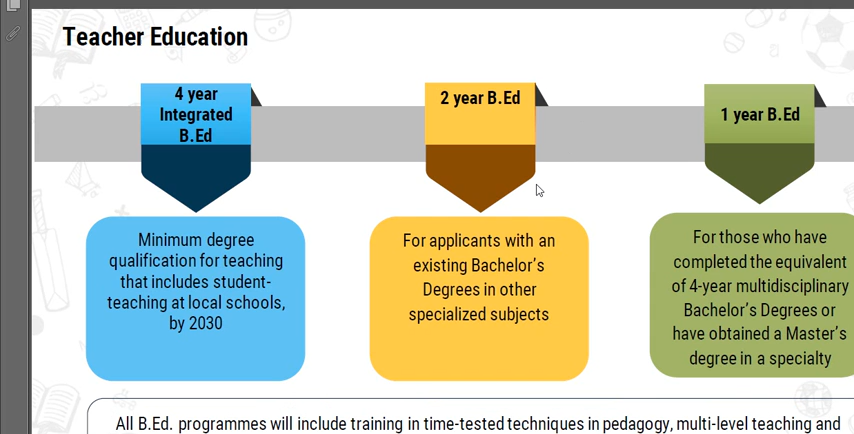 Teacher Education
4 year
Integrated
B.Ed
2 year B.Ed
1 year B.Ed
Minimum degree
qualification for teaching
that includes student-
teaching at local schools,
by 2030
For applicants with an
existing Bachelor's
Degrees in other
specialized subjects
For those who have
completed the equivalent
of 4-year multidisciplinary
Bachelor's Degrees or
have obtained a Master's
degree in a specialty
All B.Ed. programmes will include training in time-tested techniques in pedagogy, multi-level teaching and